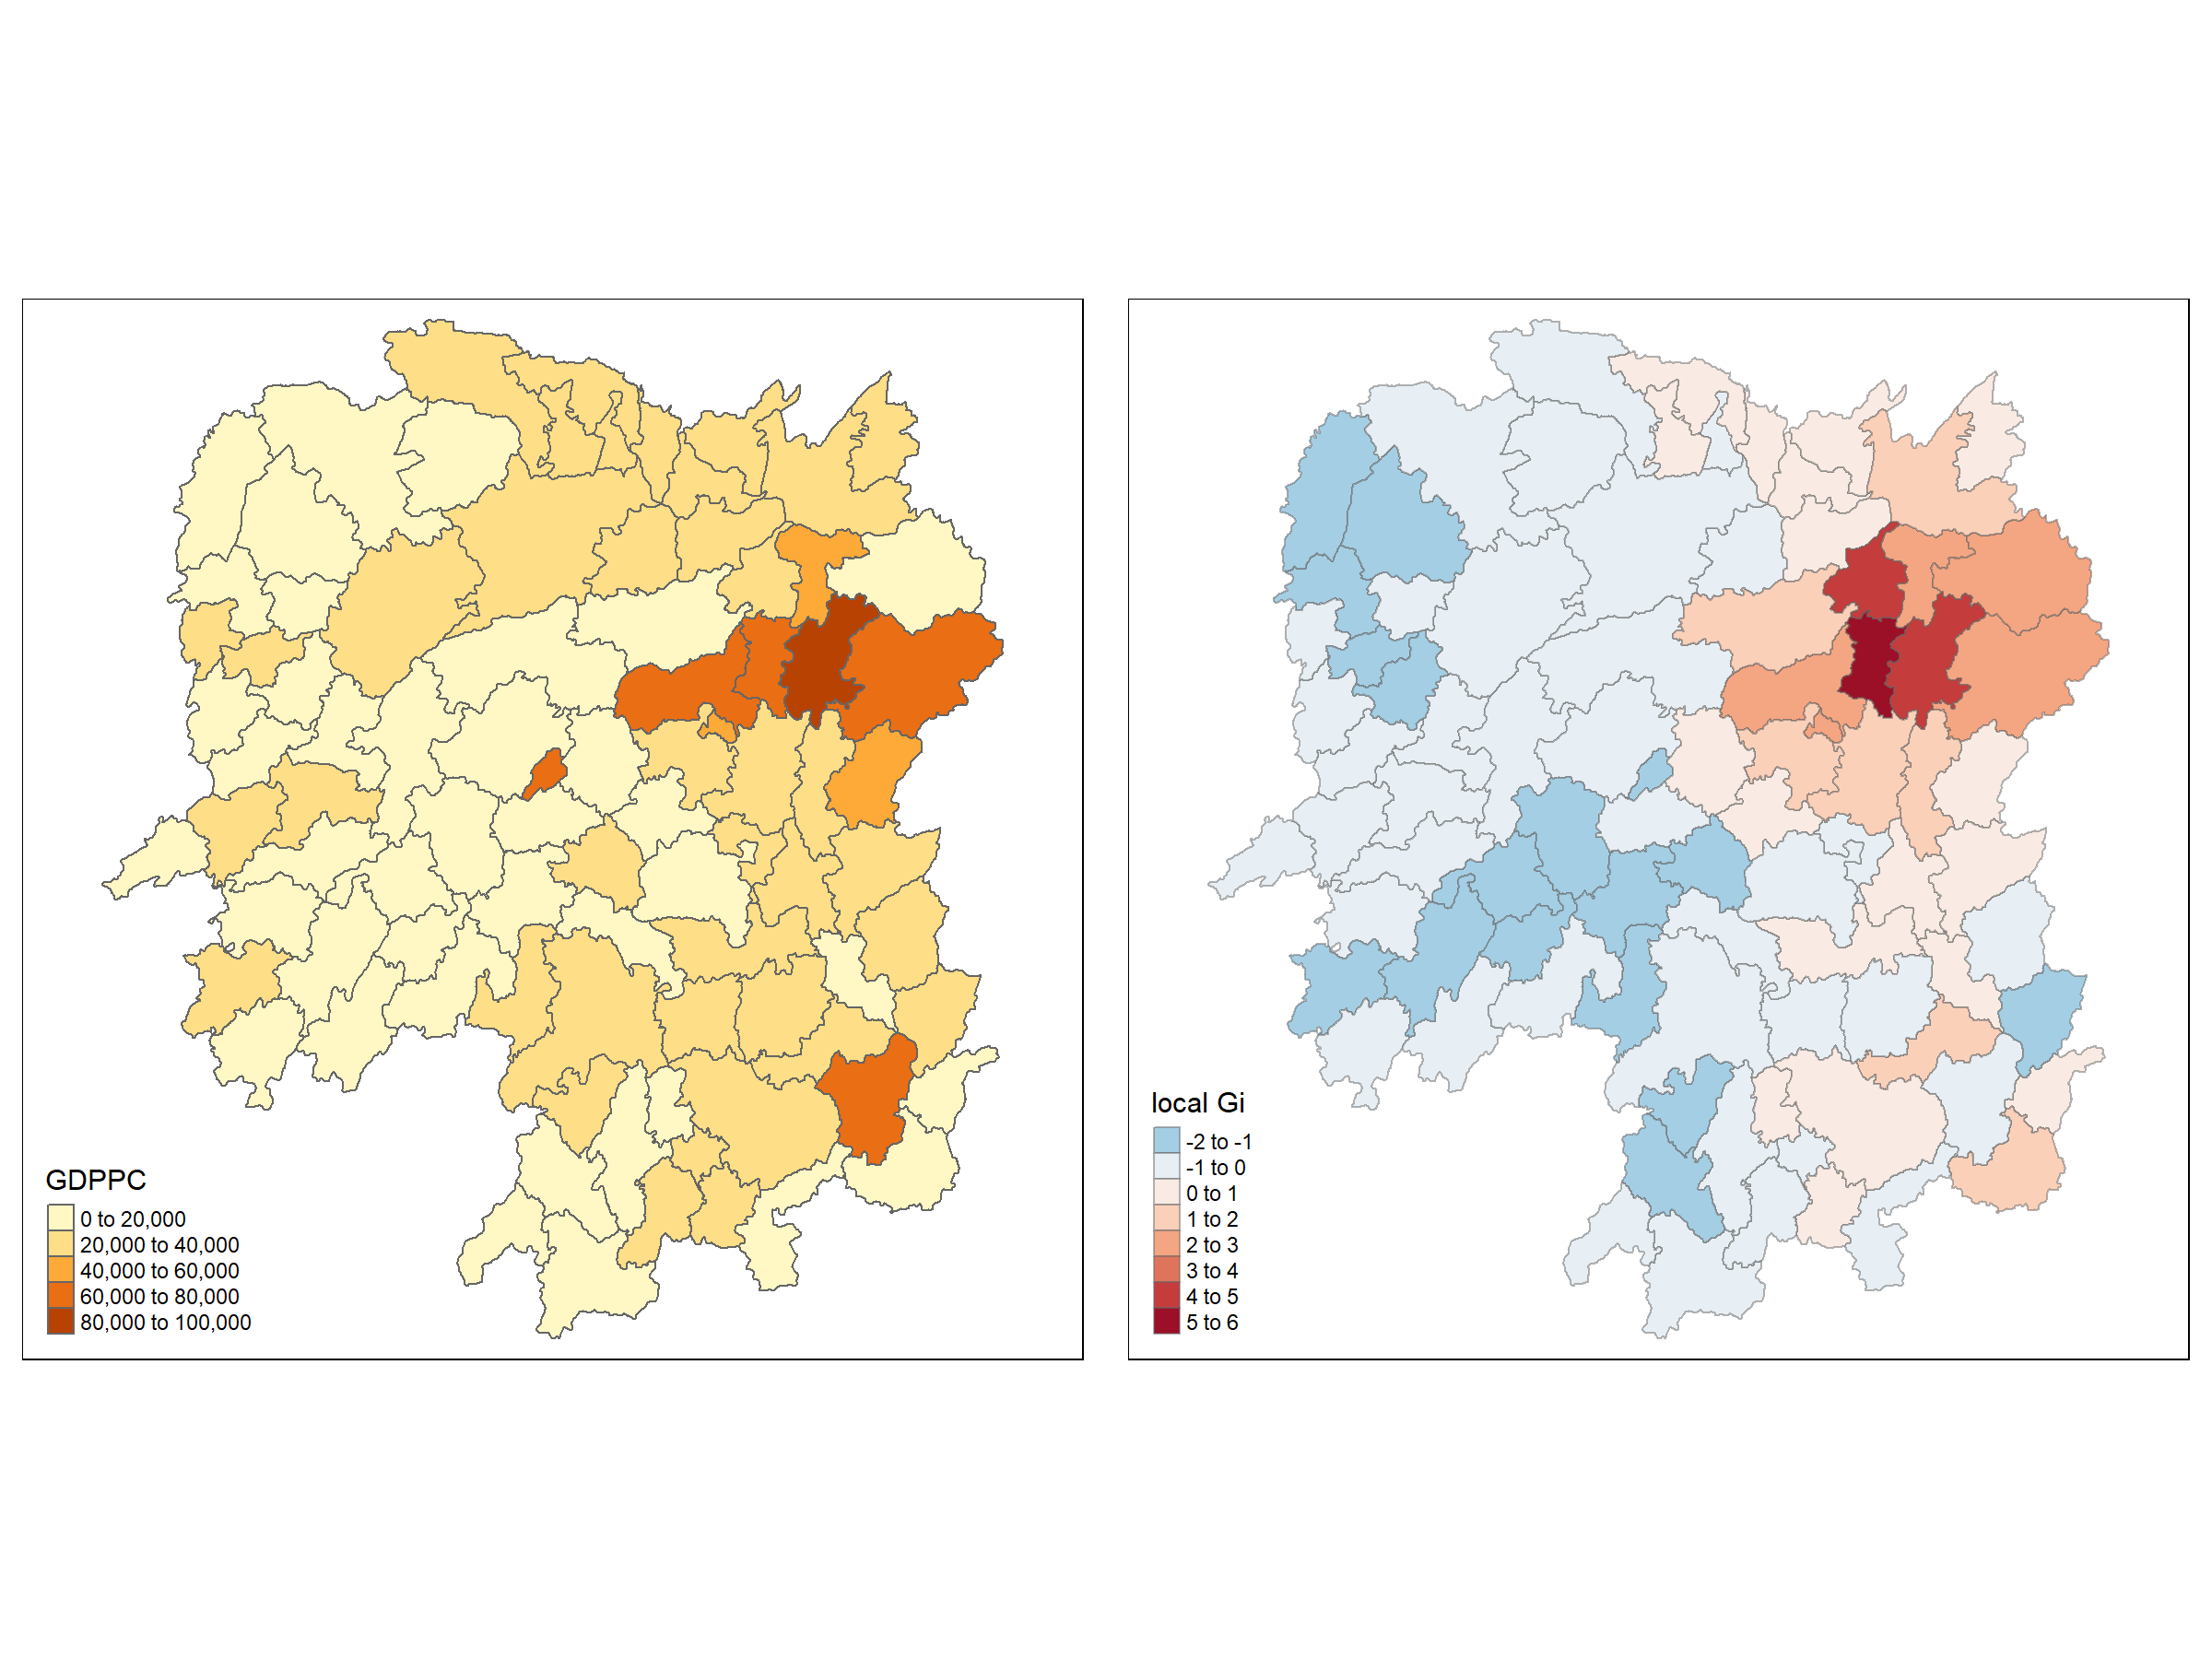 GDPPC
0 to 20,000
20,000 to 40,000
40,000 to 60,000
60,000 to 80,000
80,000 to 100,000
local Gi
-2 to -1
-1 to 0
0 to 1
1 to 2
2 to 3
3 to 4
4 to 5
5 to 6